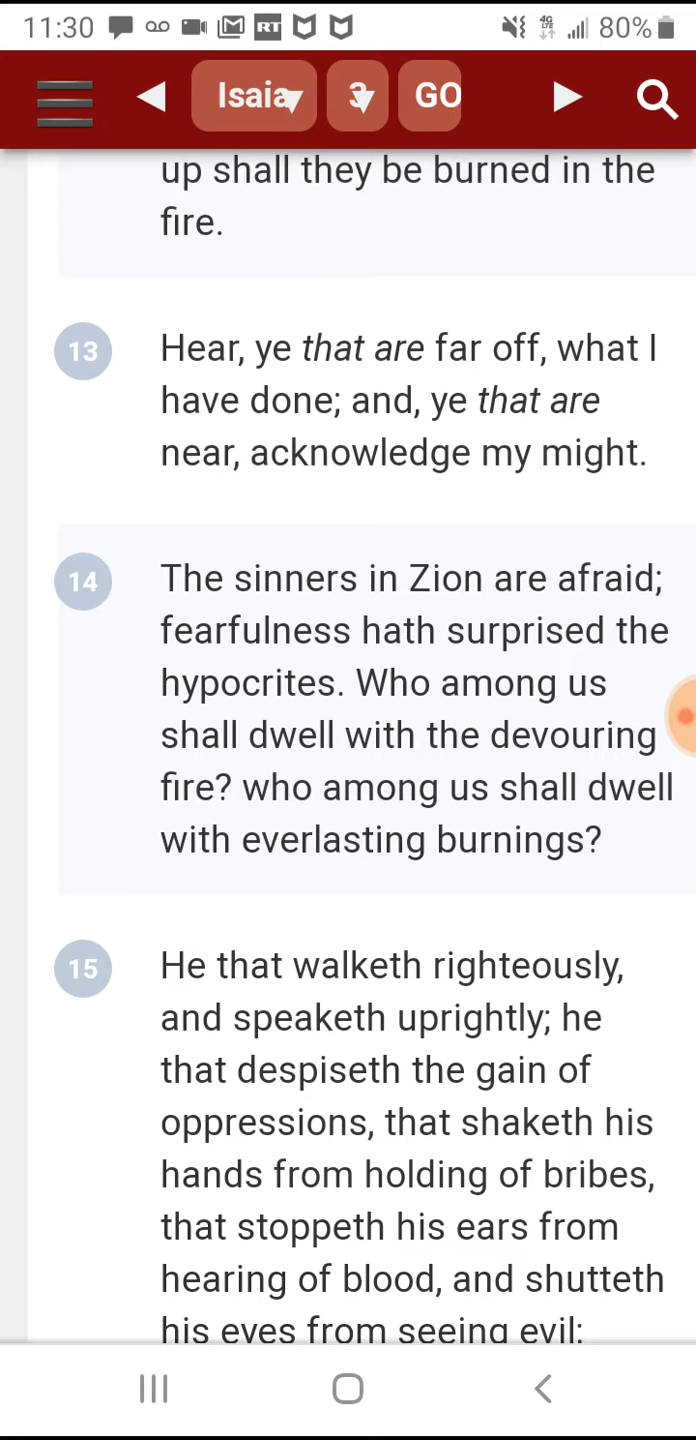 11:30 RT 4G LTE 80%
Isaia 3 GO
up shall they be burned in the
fire.
13 Hear, ye that are far off, what I
have done; and, ye that are
near, acknowledge my might.
14 The sinners in Zion are afraid;
fearfulness hath surprised the
hypocrites. Who among us
shall dwell with the devouring
fire? who among us shall dwell
with everlasting burnings?
15 He that walketh righteously,
and speaketh uprightly; he
that despiseth the gain of
oppressions, that shaketh his
hands from holding of bribes,
that stoppeth his ears from
hearing of blood, and shutteth
his eyes from seeing evil;